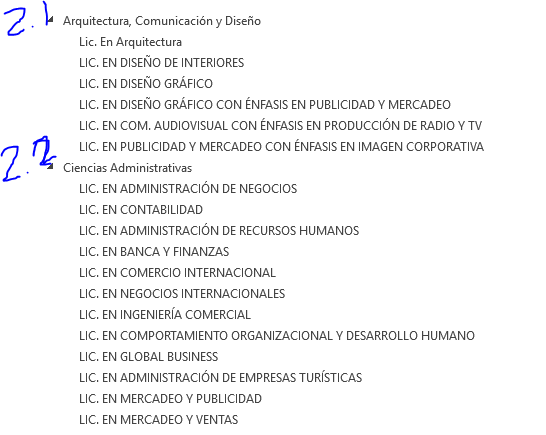 2.1 Arquitectura, Comunicación y Diseño
Lic. En Arquitectura
LIC. EN DISEÑO DE INTERIORES
LIC. EN DISEÑO GRÁFICO
LIC. EN DISEÑO GRÁFICO CON ÉNFASIS EN PUBLICIDAD Y MERCADEO
LIC. EN COM. AUDIOVISUAL CON ÉNFASIS EN PRODUCCIÓN DE RADIO Y TV
LIC. EN PUBLICIDAD Y MERCADEO CON ÉNFASIS EN IMAGEN CORPORATIVA
2.2 Ciencias Administrativas
LIC. EN ADMINISTRACIÓN DE NEGOCIOS
LIC. EN CONTABILIDAD
LIC. EN ADMINISTRACIÓN DE RECURSOS HUMANOS
LIC. EN BANCA Y FINANZAS
LIC. EN COMERCIO INTERNACIONAL
LIC. EN NEGOCIOS INTERNACIONALES
LIC. EN INGENIERÍA COMERCIAL
LIC. EN COMPORTAMIENTO ORGANIZACIONAL Y DESARROLLO HUMANO
LIC. EN GLOBAL BUSINESS
LIC. EN ADMINISTRACIÓN DE EMPRESAS TURÍSTICAS
LIC. EN MERCADEO Y PUBLICIDAD
LIC. EN MERCADEO Y VENTAS